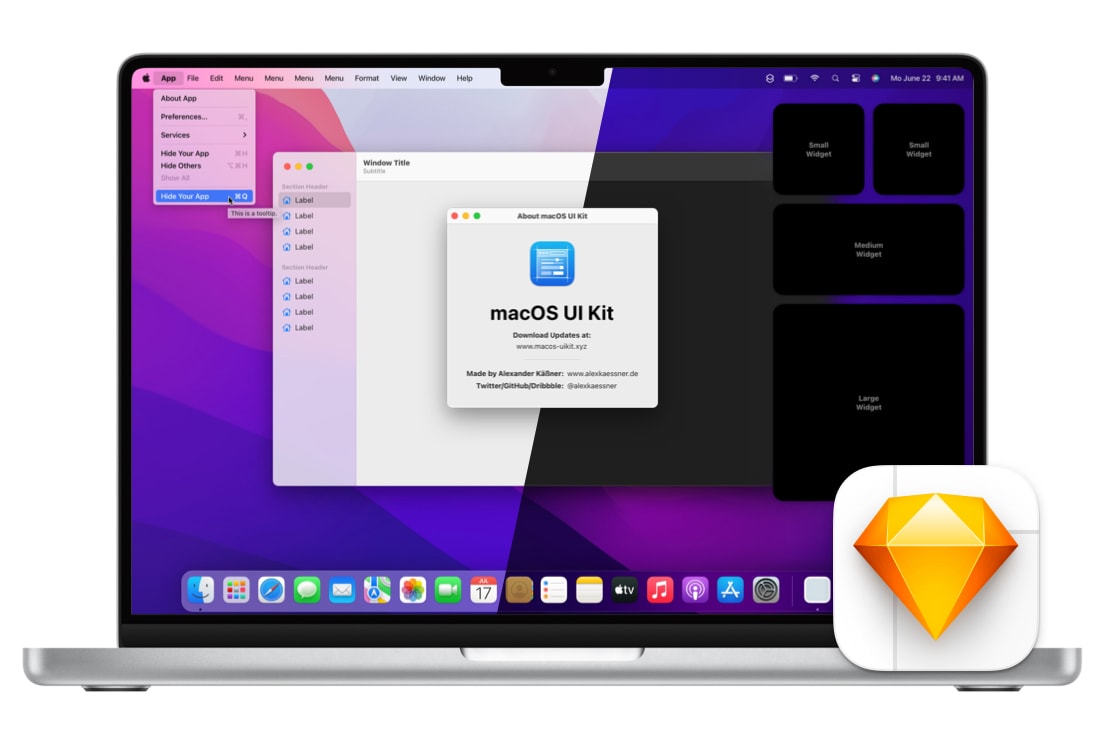 App File Edit Menu Menu Menu Menu Format View Window Help
Mo June 22 9:41 AM
About App
Preferences... ⌘,
Services
Hide Your App ⌘H
Hide Others ⌥⌘H
Show All
Hide Your App ⌘Q
This is a tooltip.
Window Title
Subtitle
Section Header
Label
Label
Label
Label
Section Header
Label
Label
Label
Label
About macOS UI Kit
macOS UI Kit
Download Updates at:
www.macos-uikit.xyz
Made by Alexander Käßner: www.alexkaessner.de
Twitter/GitHub/Dribbble: @alexkaessner
Small
Widget
Small
Widget
Medium
Widget
Large
Widget
JUL
17
tv